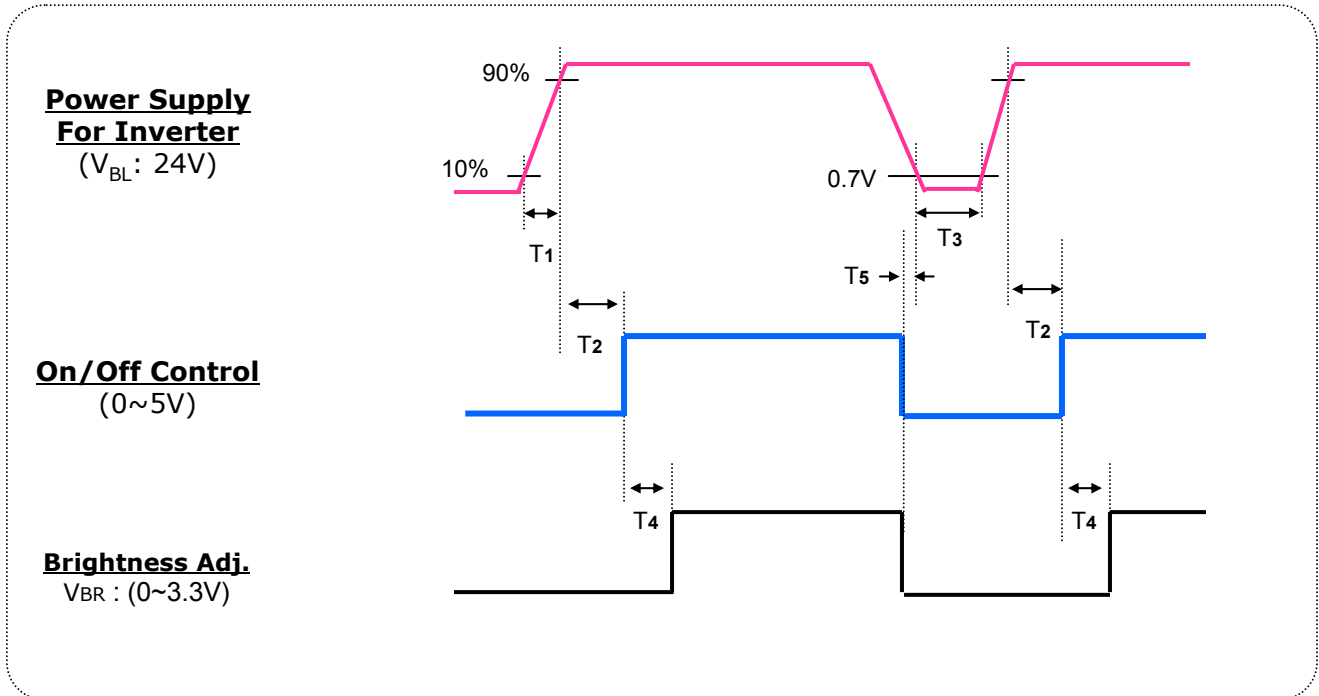 90%
Power Supply
For Inverter
(VBL: 24V)
10%
0.7V
T1
T3
T5
T2
T2
On/Off Control
(0~5V)
T4
T4
Brightness Adj.
VBR : (0~3.3V)